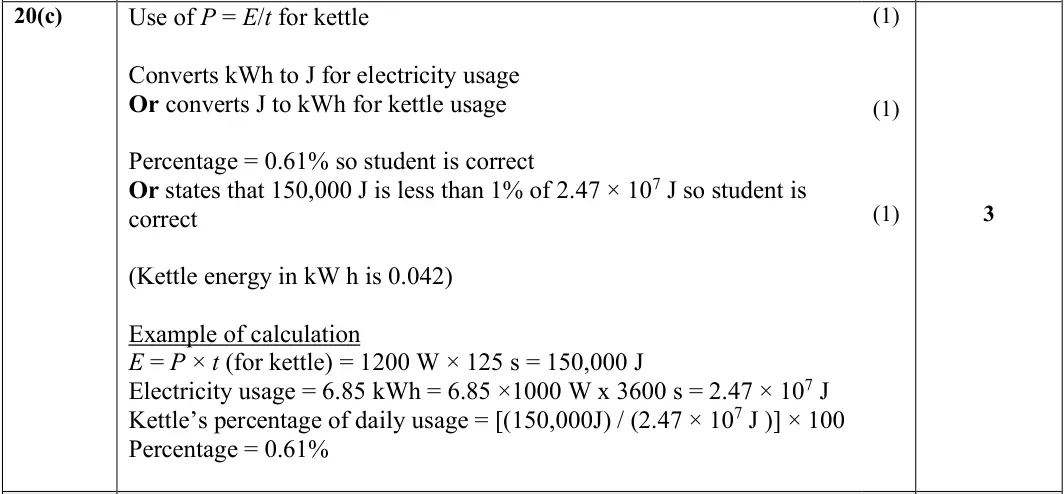 20(c)
Use of P = E/t for kettle (1)
Converts kWh to J for electricity usage
Or converts J to kWh for kettle usage (1)
Percentage = 0.61% so student is correct
Or states that 150,000 J is less than 1% of 2.47 × 10⁷ J so student is
correct (1) 3
(Kettle energy in kW h is 0.042)
Example of calculation
E = P × t (for kettle) = 1200 W × 125 s = 150,000 J
Electricity usage = 6.85 kWh = 6.85 ×1000 W x 3600 s = 2.47 × 10⁷ J
Kettle’s percentage of daily usage = [(150,000J) / (2.47 × 10⁷ J )] × 100
Percentage = 0.61%